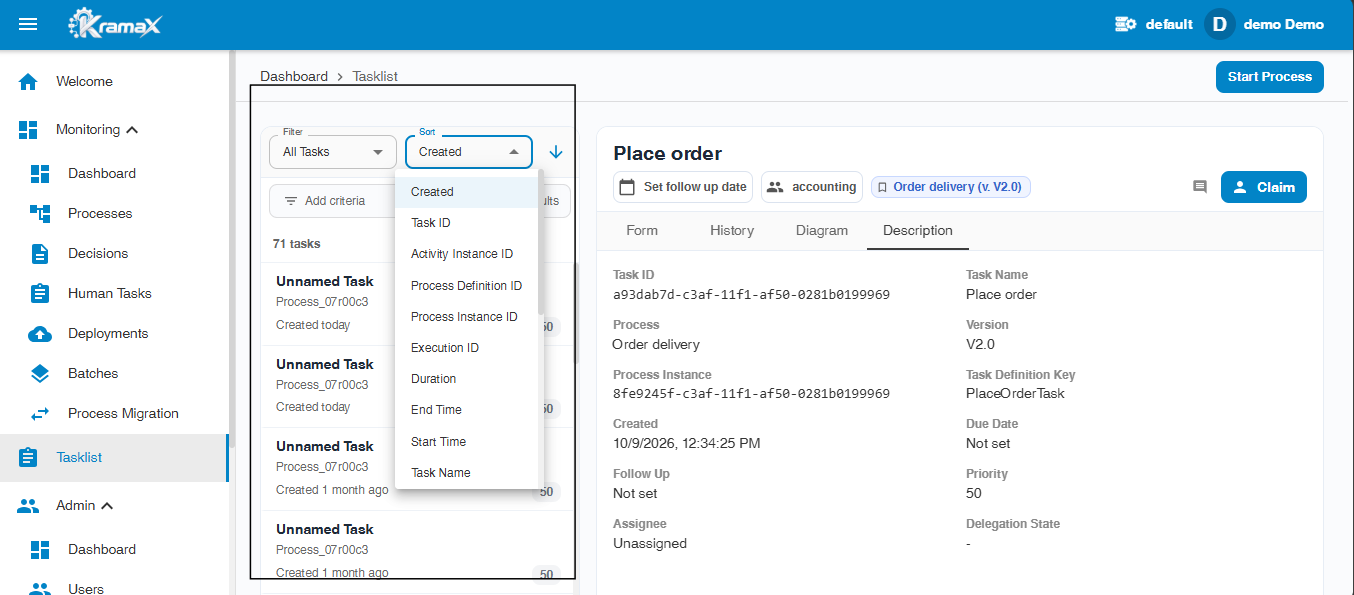 KramaX
default
D
demo Demo
Welcome
Monitoring
Dashboard
Processes
Decisions
Human Tasks
Deployments
Batches
Process Migration
Tasklist
Admin
Dashboard
Users
Dashboard > Tasklist
Start Process
Filter
All Tasks
Sort
Created
Add criteria
71 tasks
Unnamed Task
Process_07r00c3
Created today
50
Unnamed Task
Process_07r00c3
Created today
50
Unnamed Task
Process_07r00c3
Created 1 month ago
50
Unnamed Task
Process_07r00c3
Created 1 month ago
50
Created
Task ID
Activity Instance ID
Process Definition ID
Process Instance ID
Execution ID
Duration
End Time
Start Time
Task Name
Place order
Set follow up date
accounting
Order delivery (v. V2.0)
Claim
Form
History
Diagram
Description
Task ID
a93dab7d-c3af-11f1-af50-0281b0199969
Task Name
Place order
Process
Order delivery
Version
V2.0
Process Instance
8fe9245f-c3af-11f1-af50-0281b0199969
Task Definition Key
PlaceOrderTask
Created
10/9/2026, 12:34:25 PM
Due Date
Not set
Follow Up
Not set
Priority
50
Assignee
Unassigned
Delegation State
-